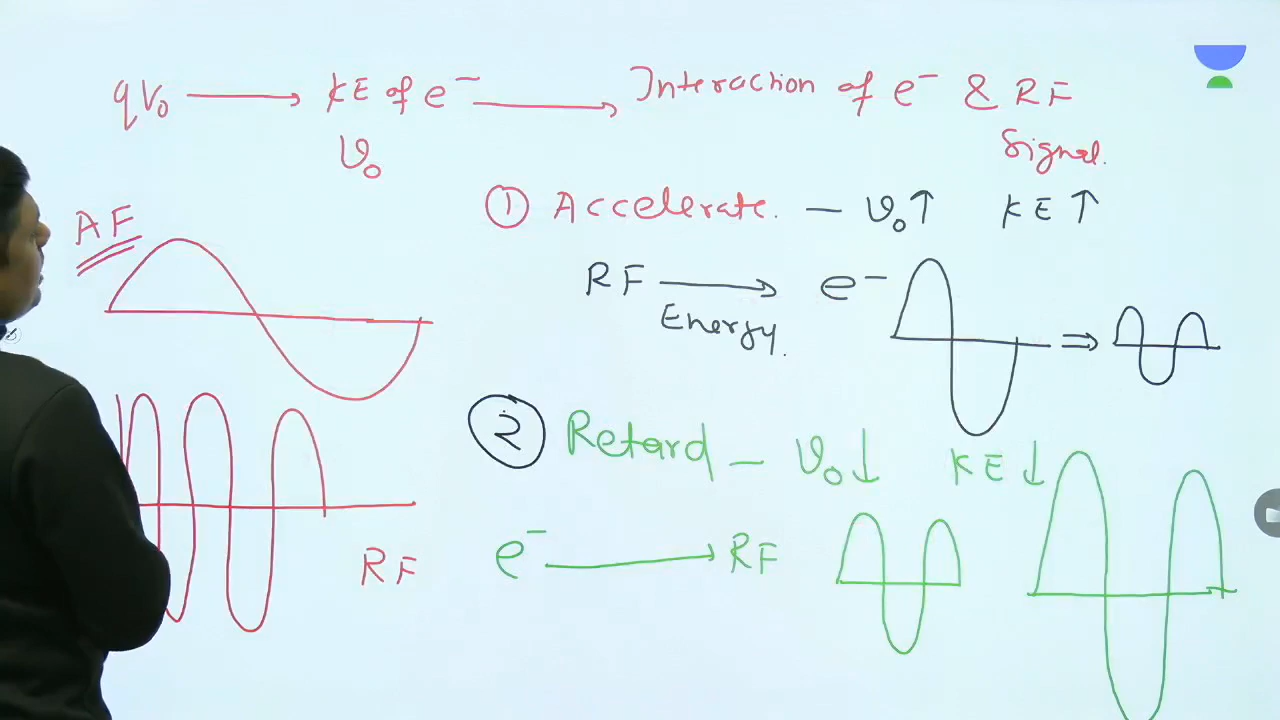 qV₀ → KE of e⁻ → Interaction of e⁻ & RF
Signal.
v₀
① Accelerate. — v₀↑ KE↑
AF
RF → e⁻ ⇒
Energy.
② Retard — v₀↓ KE↓
e⁻ → RF
RF